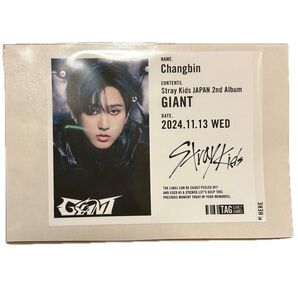 NAME.
Changbin
CONTENTS.
Stray Kids JAPAN 2nd Album
GIANT
DATE.
2024.11.13 WED
Stray Kids
GIANT
THE LABEL CAN BE EASILY PEELED OFF
AND USED AS A STICKER.LET'S KEEP THIS
PRECIOUS MOMENT TODAY IN YOUR MEMORIES.
TAG
HERE